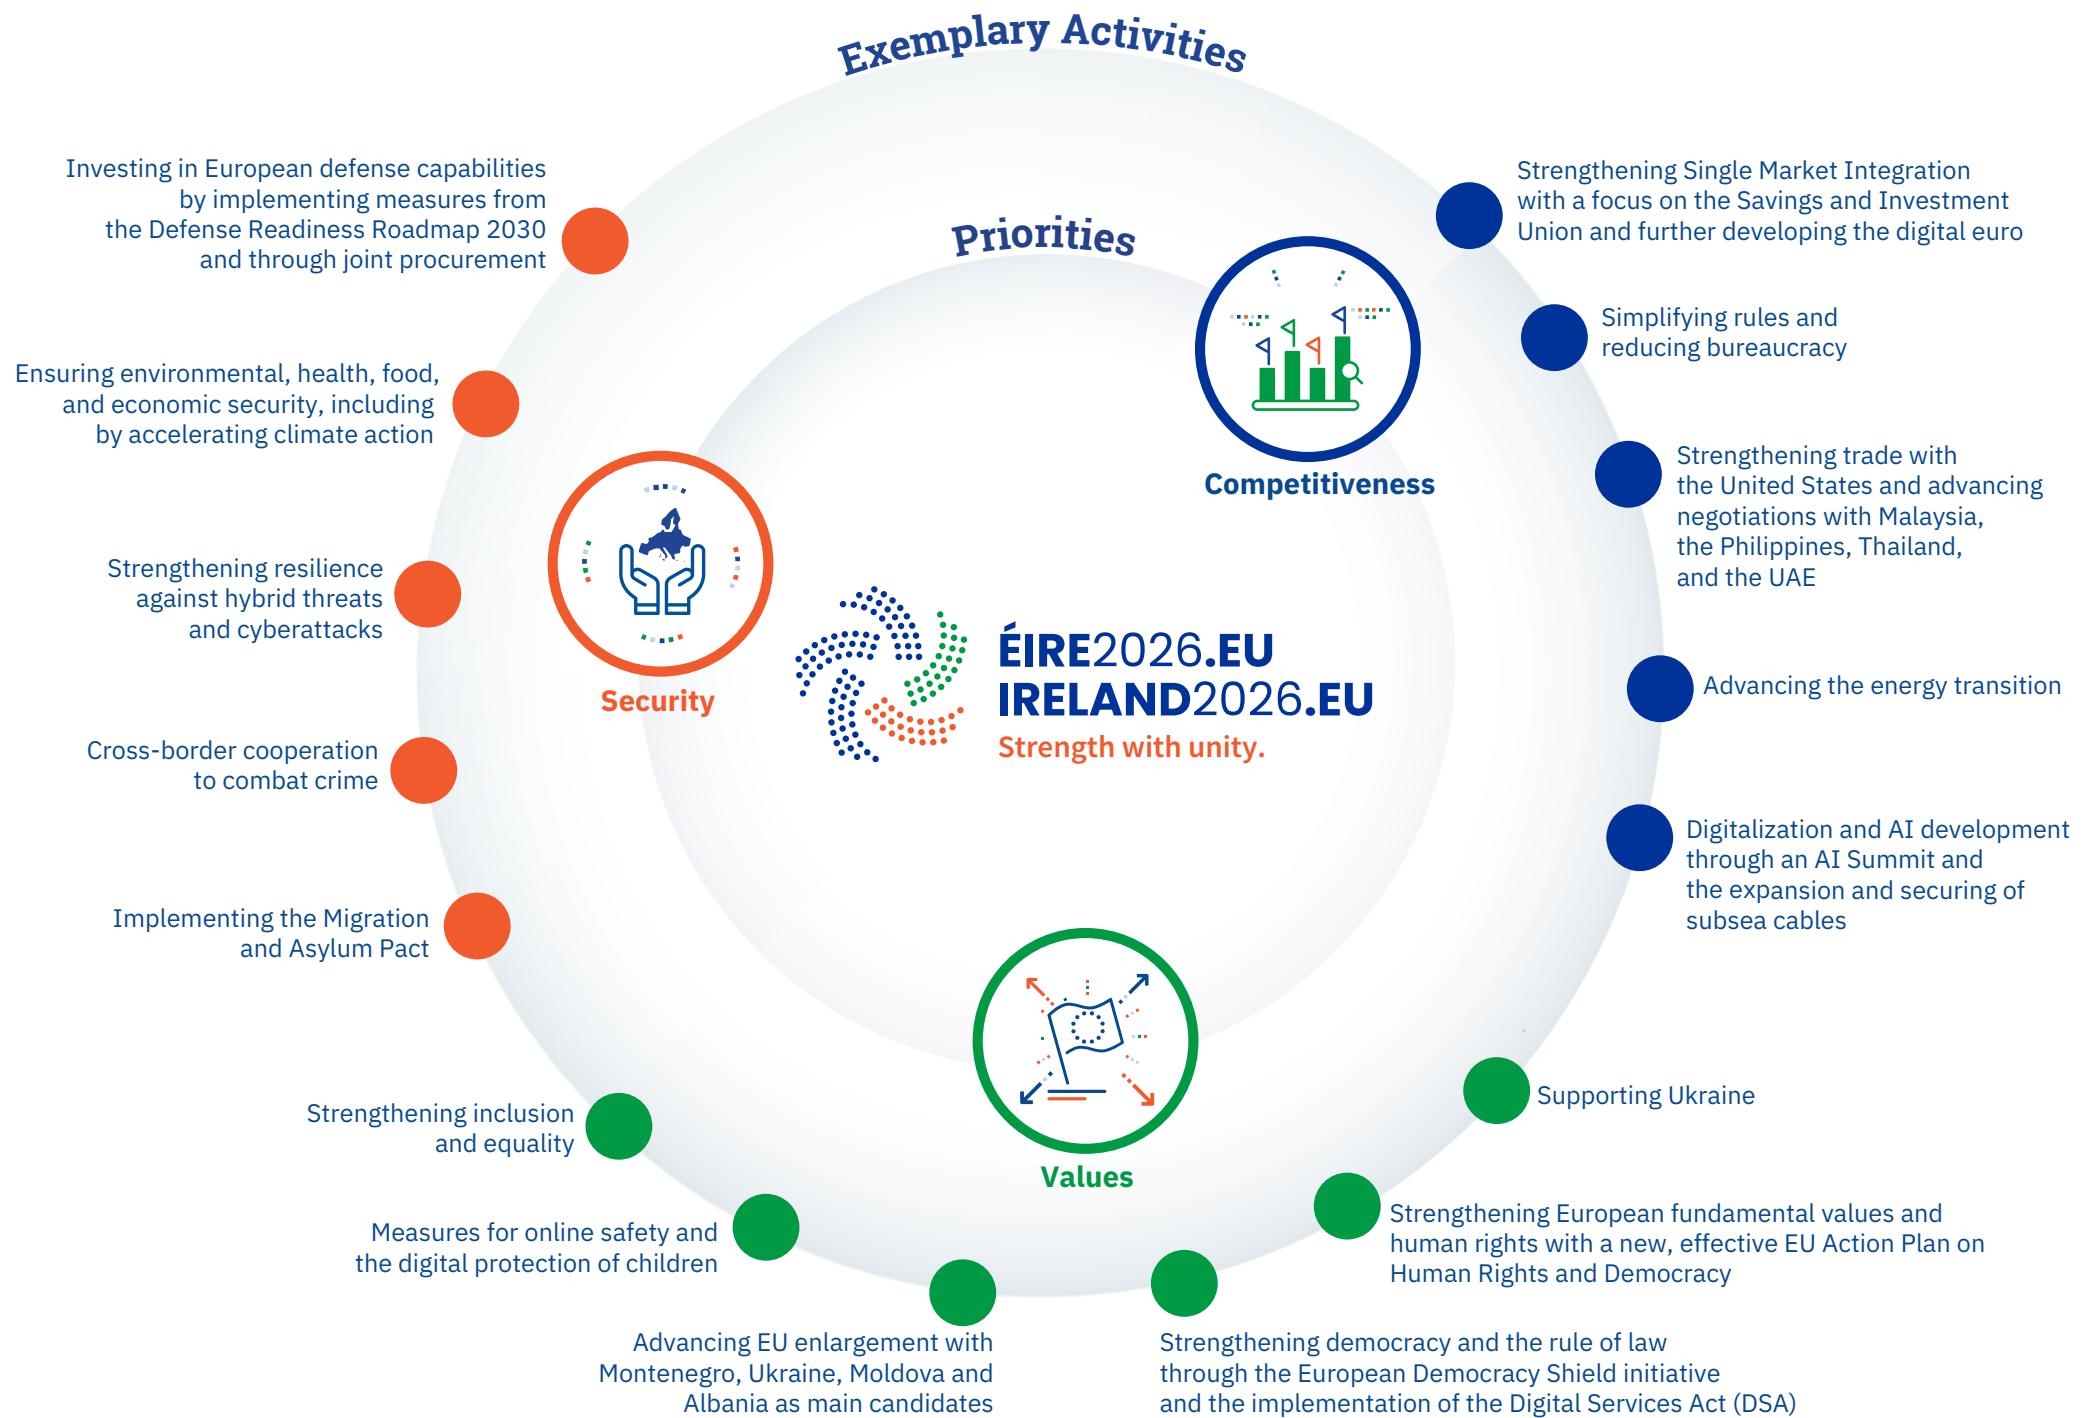 Exemplary Activities
Priorities
Investing in European defense capabilities
by implementing measures from
the Defense Readiness Roadmap 2030
and through joint procurement
Ensuring environmental, health, food,
and economic security, including
by accelerating climate action
Strengthening resilience
against hybrid threats
and cyberattacks
Cross-border cooperation
to combat crime
Implementing the Migration
and Asylum Pact
Security
Strengthening Single Market Integration
with a focus on the Savings and Investment
Union and further developing the digital euro
Simplifying rules and
reducing bureaucracy
Strengthening trade with
the United States and advancing
negotiations with Malaysia,
the Philippines, Thailand,
and the UAE
Advancing the energy transition
Digitalization and AI development
through an AI Summit and
the expansion and securing of
subsea cables
Competitiveness
ÉIRE2026.EU
IRELAND2026.EU
Strength with unity.
Values
Supporting Ukraine
Strengthening European fundamental values and
human rights with a new, effective EU Action Plan on
Human Rights and Democracy
Strengthening democracy and the rule of law
through the European Democracy Shield initiative
and the implementation of the Digital Services Act (DSA)
Advancing EU enlargement with
Montenegro, Ukraine, Moldova and
Albania as main candidates
Measures for online safety and
the digital protection of children
Strengthening inclusion
and equality